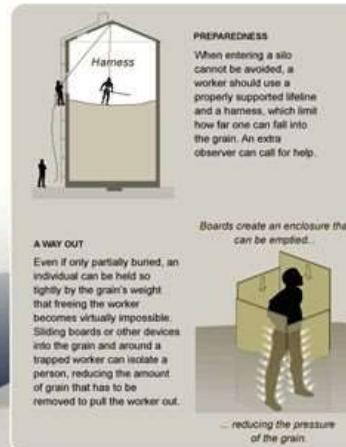 PREPAREDNESS
When entering a silo
cannot be avoided, a
worker should use a
properly supported lifeline
and a harness, which limit
how far one can fall into
the grain. An extra
observer can call for help.
Harness
A WAY OUT
Even if only partially buried, an
individual can be held so
tightly by the grain's weight
that freeing the worker
becomes virtually impossible.
Sliding boards or other devices
into the grain and around a
trapped worker can isolate a
person, reducing the amount
of grain that has to be
removed to pull the worker out.
Boards create an enclosure tha
can be emptied...
... reducing the pressure
of the grain.